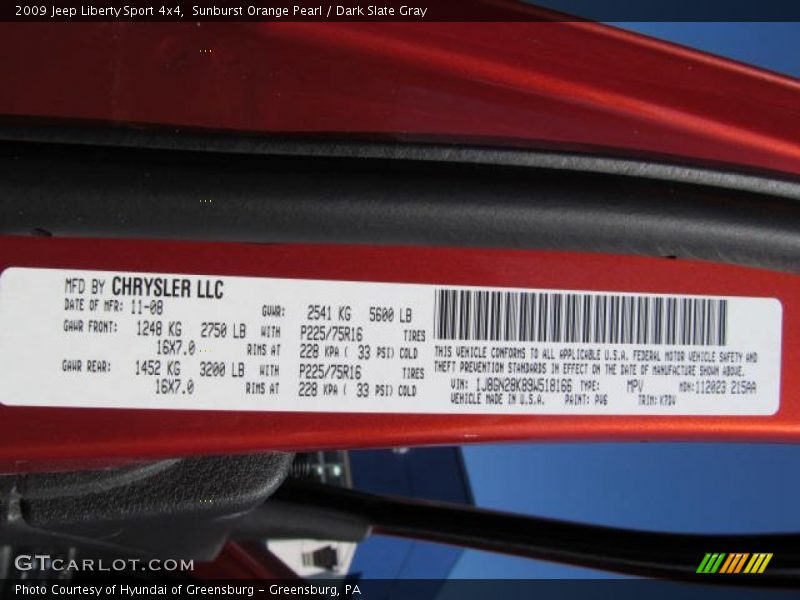 2009 Jeep Liberty Sport 4x4,  Sunburst Orange Pearl / Dark Slate Gray
MFD BY CHRYSLER LLC
DATE OF MFR: 11-08
GVWR: 2541 KG 5600 LB
GAWR FRONT: 1248 KG 2750 LB WITH P225/75R16 TIRES
16X7.0 RIMS AT 228 KPA ( 33 PSI) COLD
GAWR REAR: 1452 KG 3200 LB WITH P225/75R16 TIRES
16X7.0 RIMS AT 228 KPA ( 33 PSI) COLD
THIS VEHICLE CONFORMS TO ALL APPLICABLE U.S.A. FEDERAL MOTOR VEHICLE SAFETY AND
THEFT PREVENTION STANDARDS IN EFFECT ON THE DATE OF MANUFACTURE SHOWN ABOVE.
VIN: 1J8GN28K89W518166 TYPE: MPV MDH:112023 215AA
VEHICLE MADE IN U.S.A. PAINT: PV6 TRIM: K7DV
GTCARLOT.COM
Photo Courtesy of Hyundai of Greensburg - Greensburg, PA